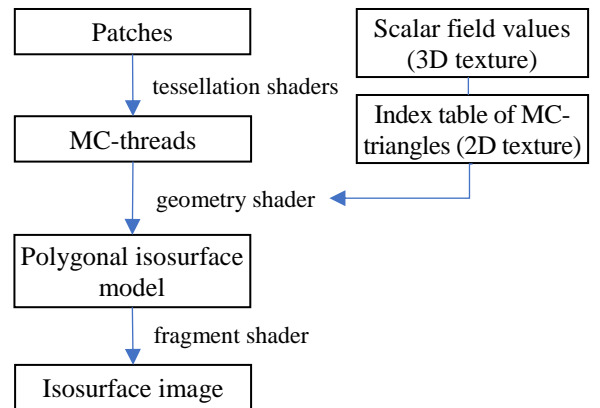 Patches
tessellation shaders
MC-threads
Scalar field values
(3D texture)
Index table of MC-
triangles (2D texture)
geometry shader
Polygonal isosurface
model
fragment shader
Isosurface image